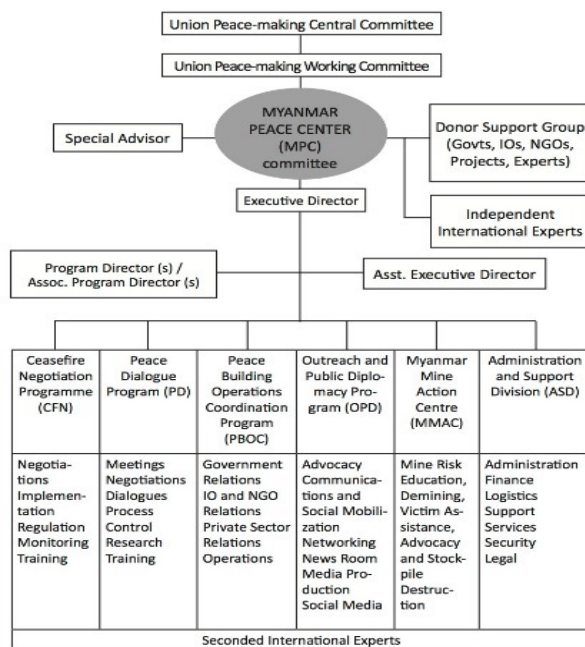 Union Peace-making Central Committee
Union Peace-making Working Committee
MYANMAR
PEACE CENTER
(MPC)
committee
Special Advisor
Donor Support Group
(Govts, IOs, NGOs,
Projects, Experts)
Executive Director
Independent
International Experts
Program Director (s) /
Assoc. Program Director (s)
Asst. Executive Director
Ceasefire
Negotiation
Programme
(CFN)
Peace
Dialogue
Program (PD)
Peace
Building
Operations
Coordination
Program
(PBOC)
Outreach and
Public Diplo-
macy Pro-
gram (OPD)
Myanmar
Mine
Action
Centre
(MMAC)
Administration
and Support
Division (ASD)
Negotia-
tions
Implemen-
tation
Regulation
Monitoring
Training
Meetings
Negotiations
Dialogues
Process
Control
Research
Training
Government
Relations
IO and NGO
Relations
Private Sector
Relations
Operations
Advocacy
Communica-
tions and
Social Mobili-
zation
Networking
News Room
Media Pro-
duction
Social Media
Mine Risk
Education,
Demining,
Victim As-
sistance,
Advocacy
and Stock-
pile
Destruc-
tion
Administration
Finance
Logistics
Support
Services
Security
Legal
Seconded International Experts